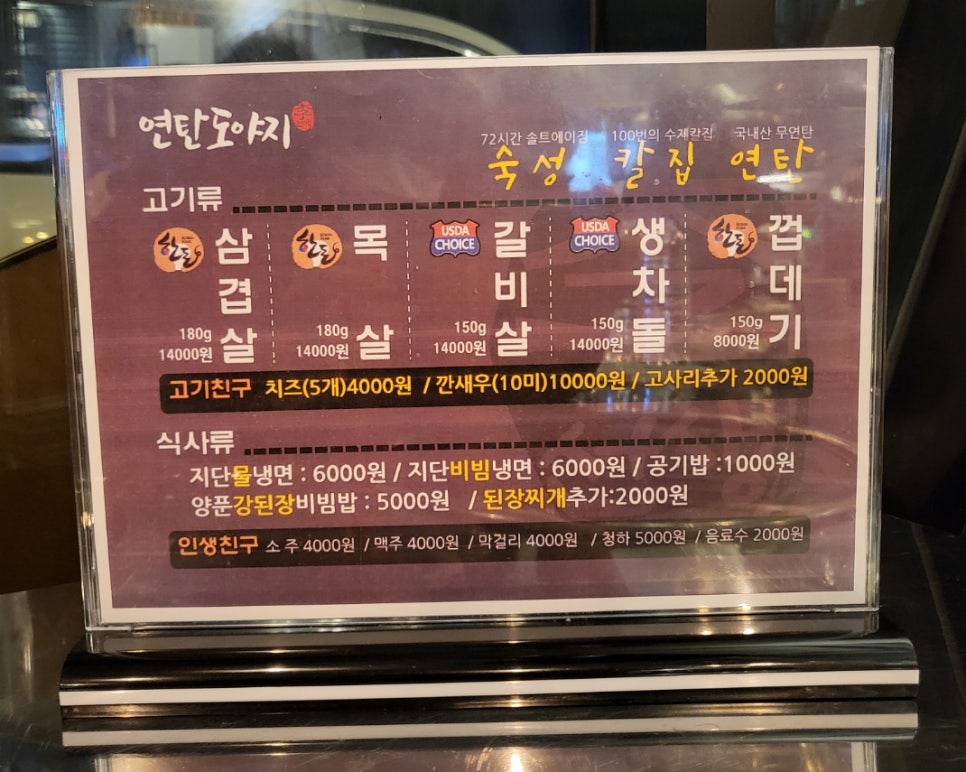 연탄도야지
72시간 솔트에이징 100번의 수제칼집 국내산 무연탄
숙성 칼집 연탄
고기류
한돈 삼겹살 180g 14000원
한돈 목살 180g 14000원
USDA CHOICE 갈비살 150g 14000원
USDA CHOICE 생차돌 150g 14000원
한돈 껍데기 150g 8000원
고기친구 치즈(5개)4000원 / 깐새우(10미)10000원 / 고사리추가 2000원
식사류
지단물냉면 : 6000원 / 지단비빔냉면 : 6000원 / 공기밥 :1000원
양푼강된장비빔밥 : 5000원 / 된장찌개추가:2000원
인생친구 소 주 4000원 / 맥주 4000원 / 막걸리 4000원 / 청하 5000원 / 음료수 2000원